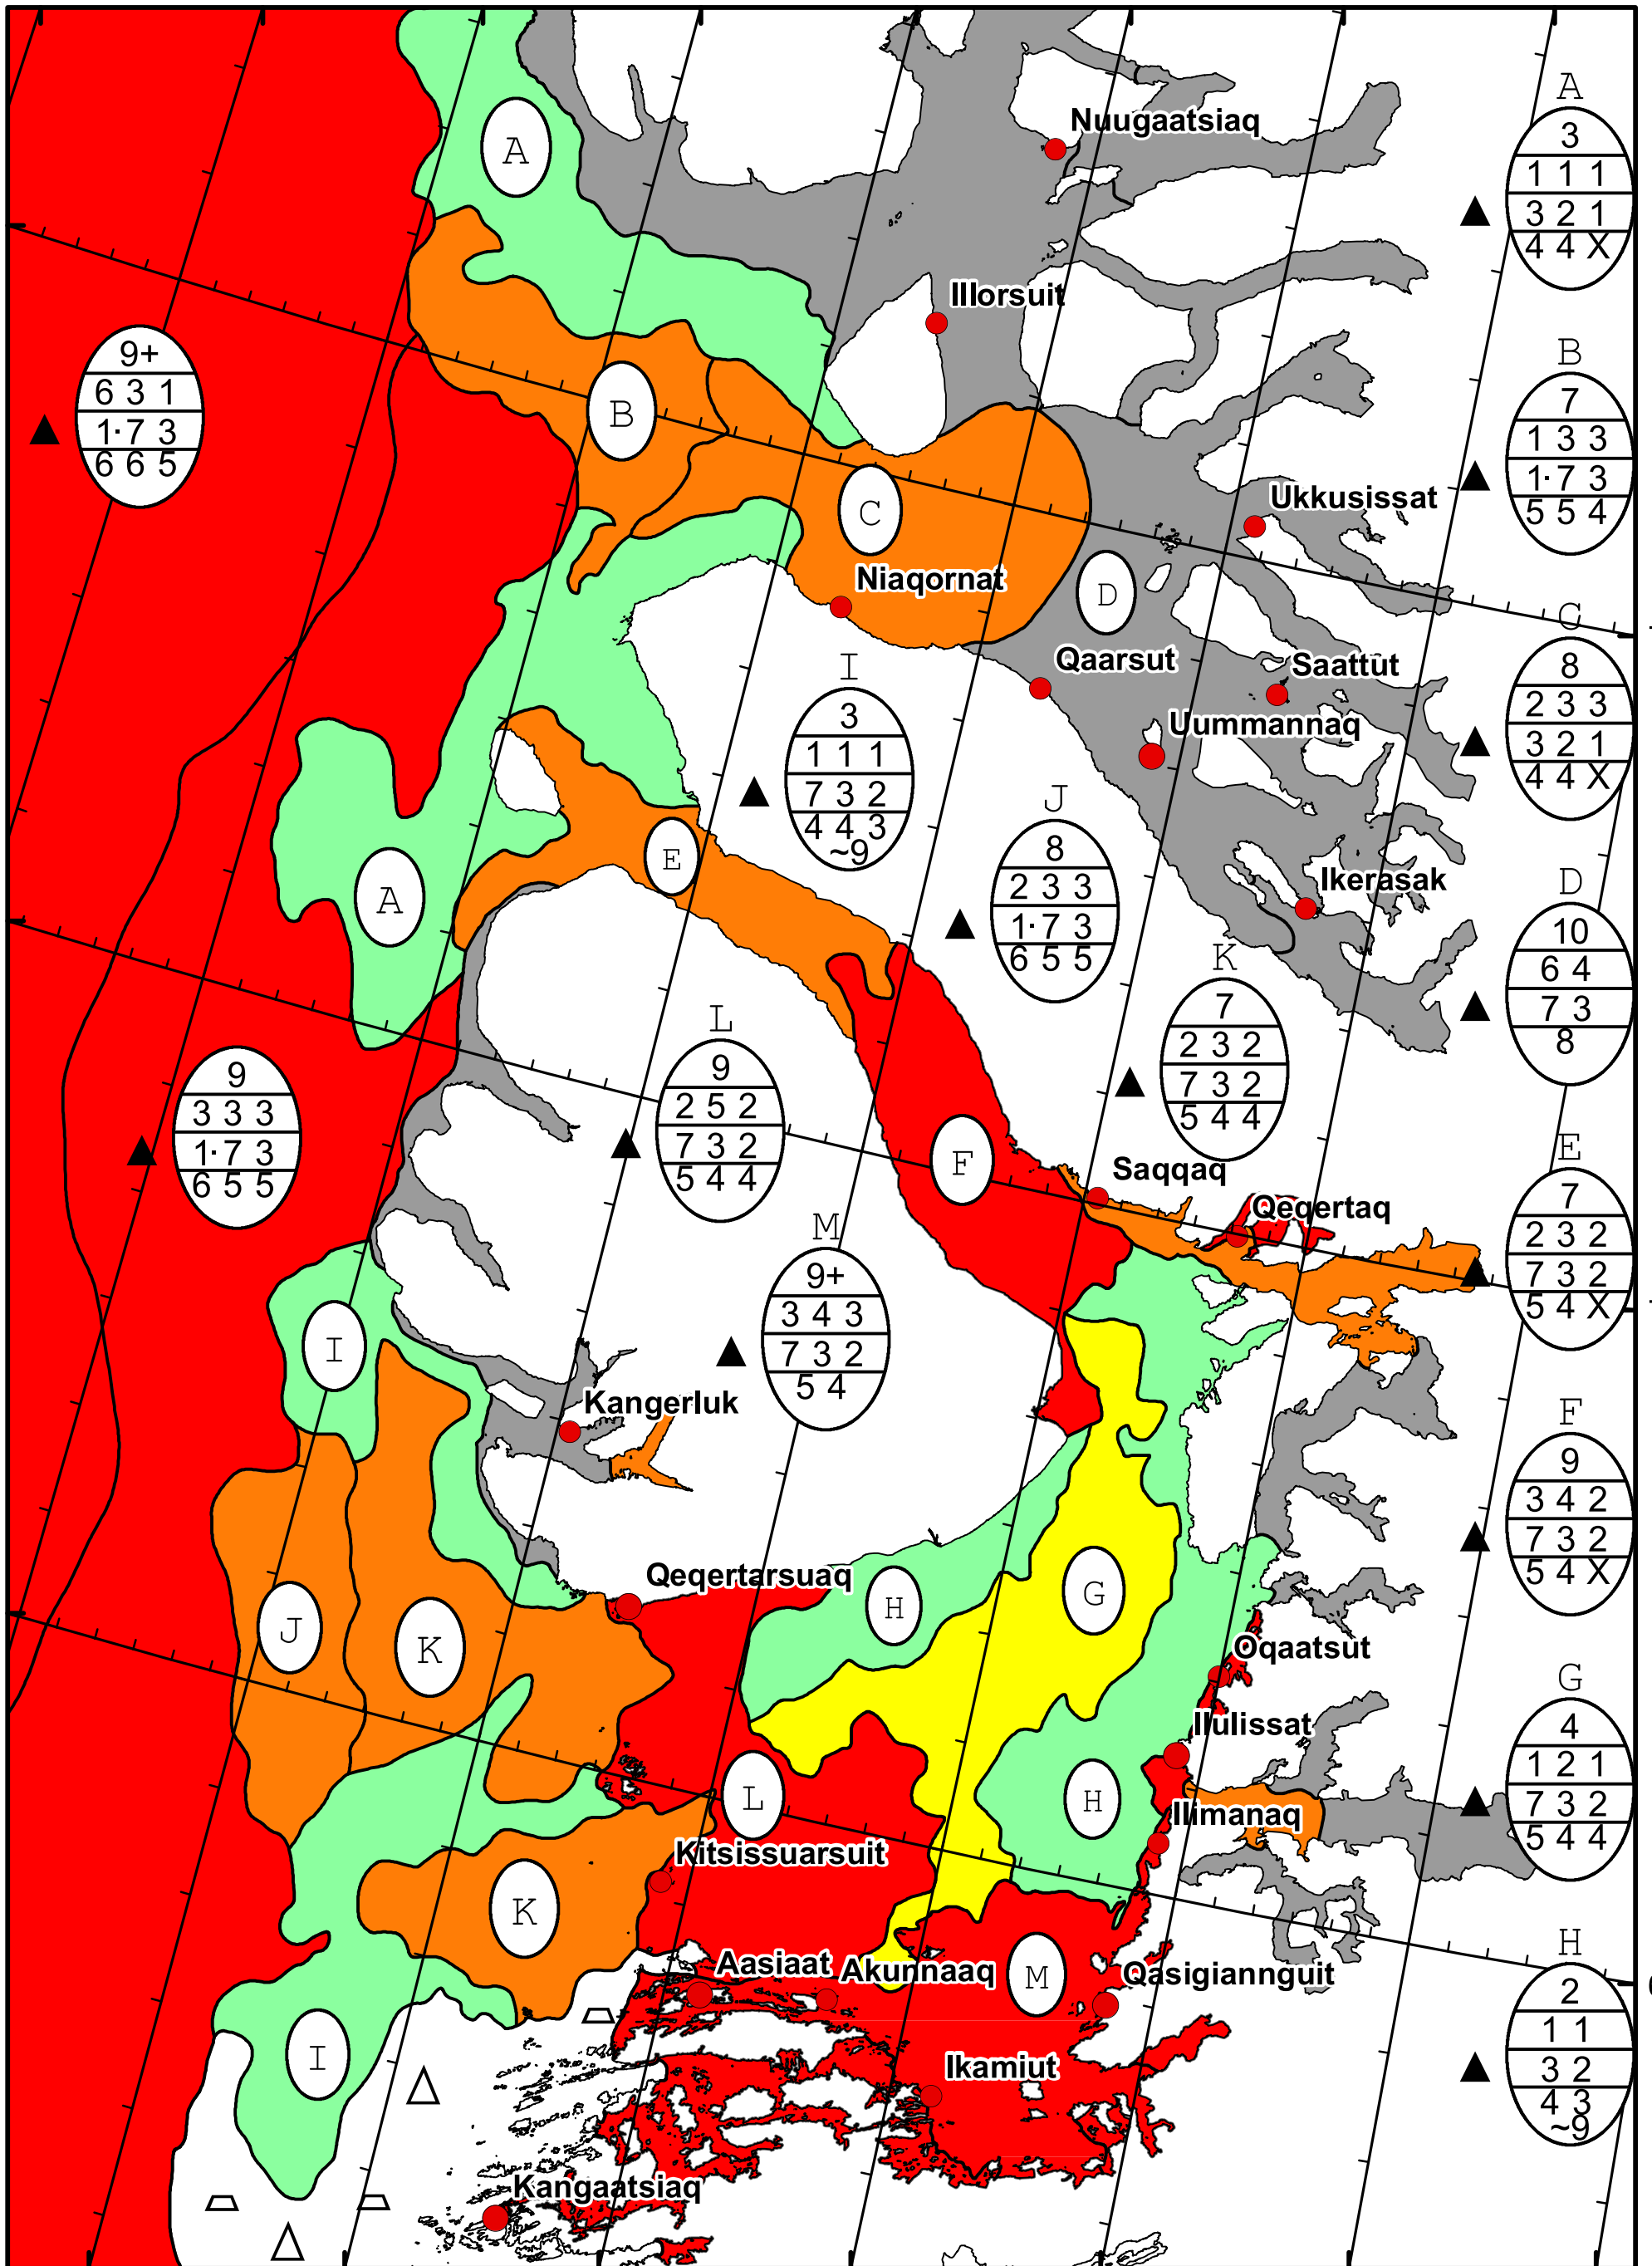 A
3
1 1 1
3 2 1
4 4 X
Nuugaatsiaq
A
Illorsuit
9+
6 3 1
1· 7 3
6 6 5
B
7
1 3 3
1· 7 3
5 5 4
B
C
Ukkusissat
Niaqornat
D
C
8
2 3 3
3 2 1
4 4 X
Qaarsut
Saattut
Uummannaq
I
3
1 1 1
7 3 2
4 4 3
~9
J
8
2 3 3
1· 7 3
6 5 5
E
A
Ikerasak
D
10
6 4
7 3
8
K
7
2 3 2
7 3 2
5 4 4
L
9
2 5 2
7 3 2
5 4 4
9
3 3 3
1· 7 3
6 5 5
F
Saqqaq
Qeqertaq
E
7
2 3 2
7 3 2
5 4 X
M
9+
3 4 3
7 3 2
5 4
I
Kangerluk
F
9
3 4 2
7 3 2
5 4 X
Qeqertarsuaq
H
G
J
K
Oqaatsut
Ilulissat
G
4
1 2 1
7 3 2
5 4 4
L
H
Ilimanaq
Kitsissuarsuit
K
Aasiaat
Akunnaaq
M
Qasigiannguit
H
2
1 1
3 2
4 3
~9
I
Ikamiut
Kangaatsiaq